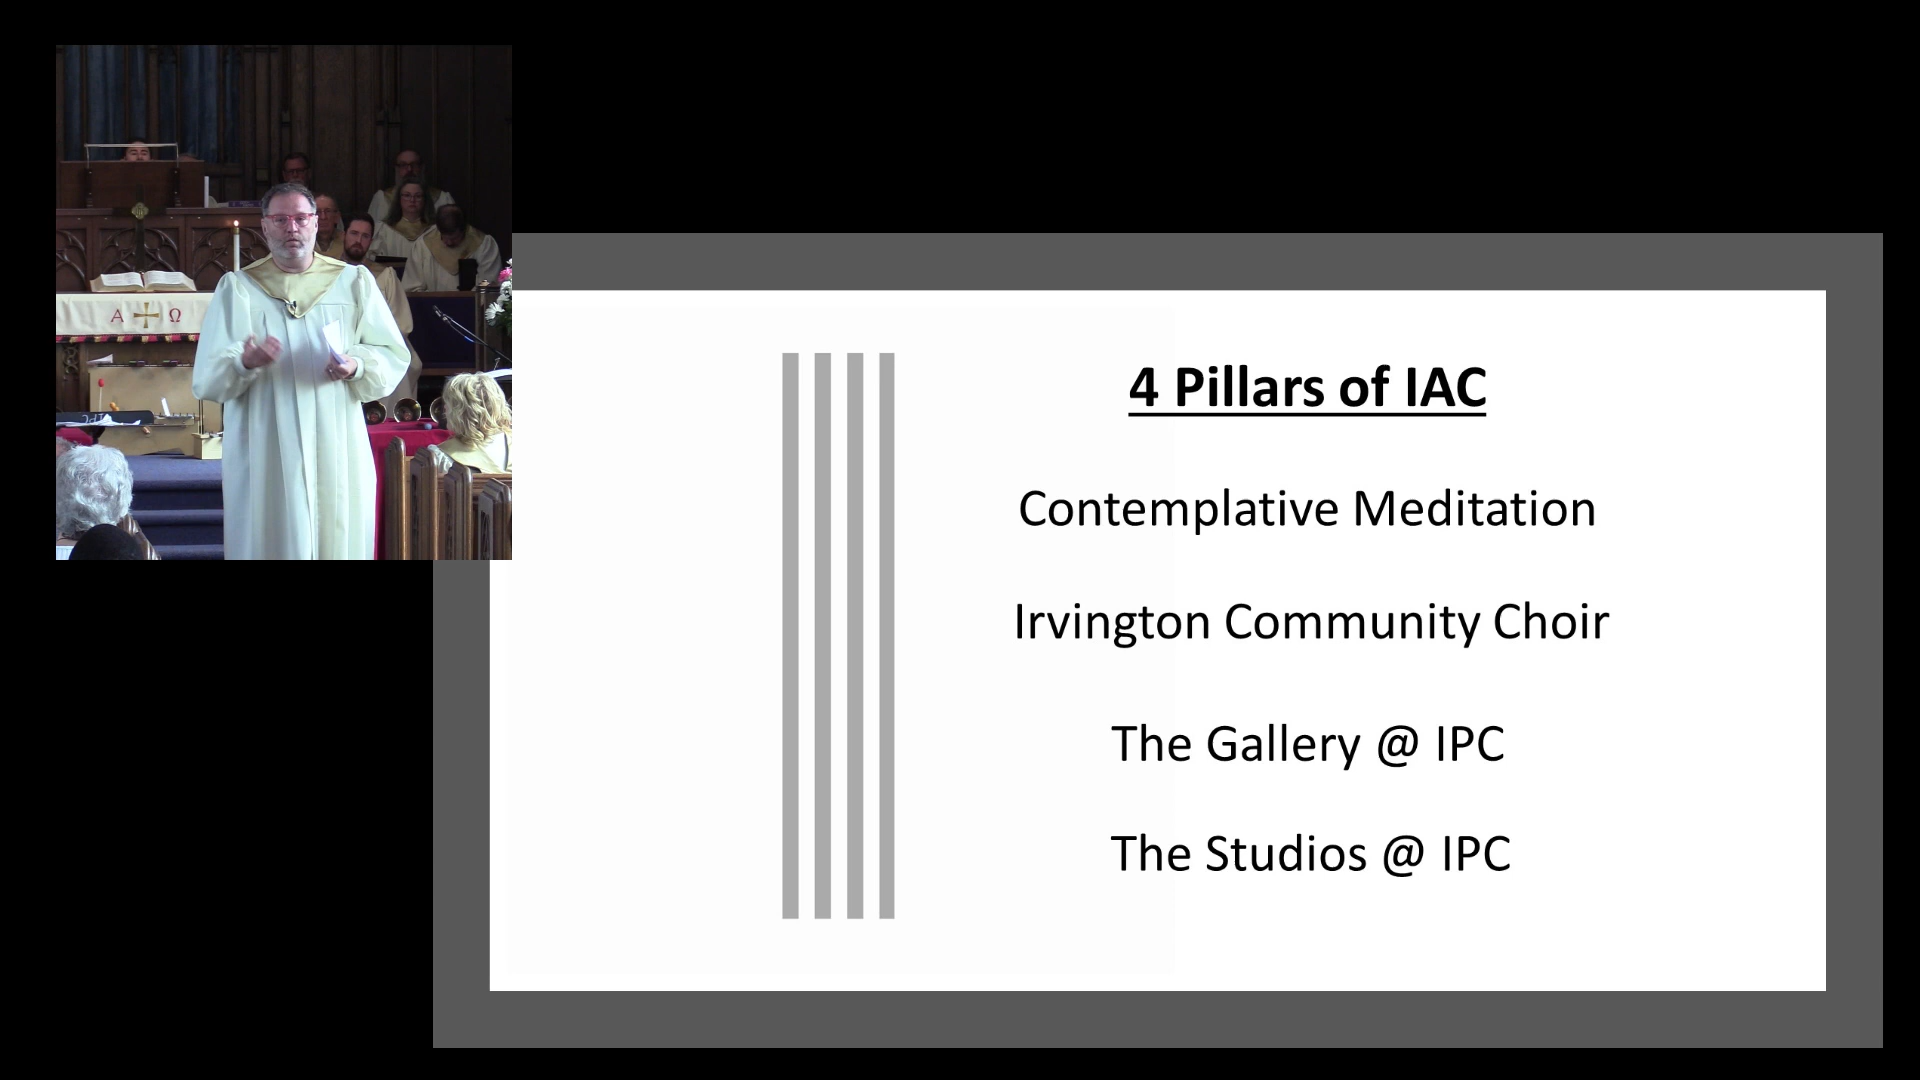 Α Ω
4 Pillars of IAC
Contemplative Meditation
Irvington Community Choir
The Gallery @ IPC
The Studios @ IPC